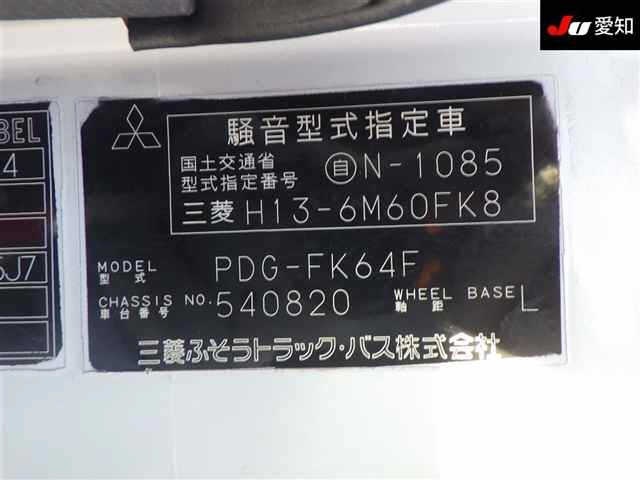 JU 愛知
BEL
4
5J7
騒音型式指定車
国土交通省
型式指定番号
自 N-1085
三菱 H13-6M60FK8
MODEL
型式
PDG-FK64F
CHASSIS NO.
車台番号
540820
WHEEL BASE
軸距
L
三菱ふそうトラック・バス株式会社